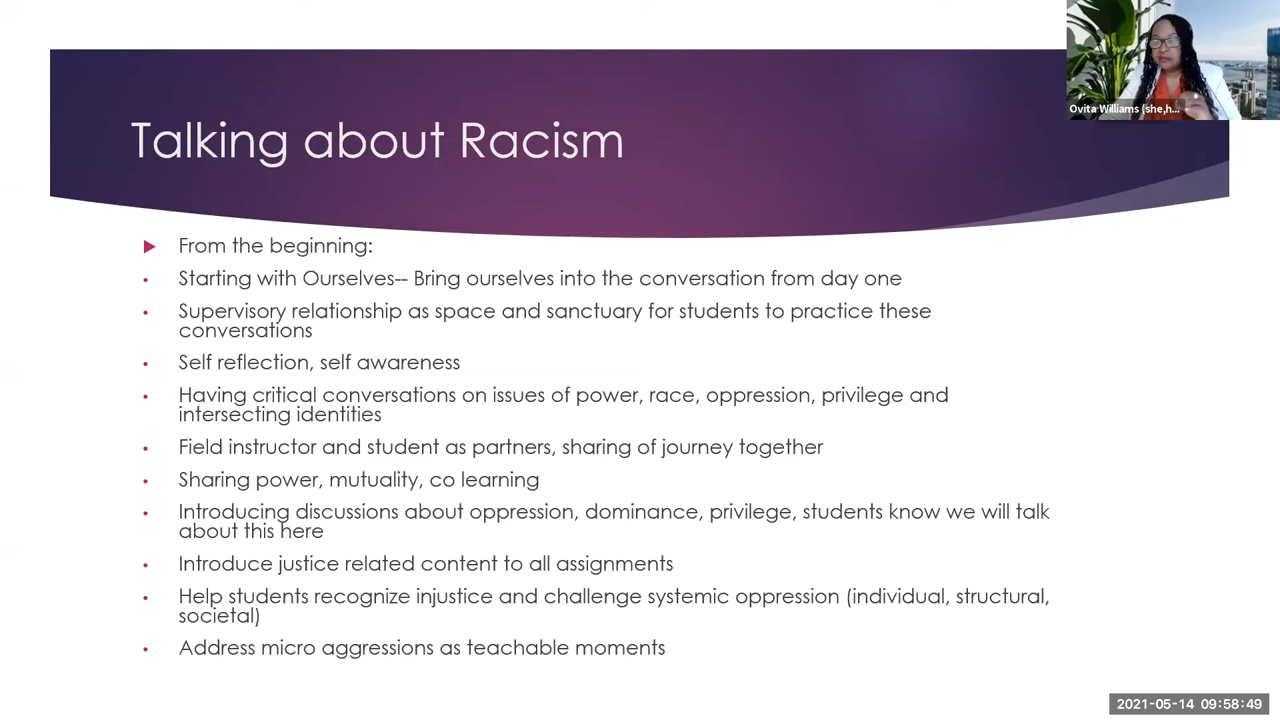 Ovita Williams (she,h...
Talking about Racism
From the beginning:
Starting with Ourselves-- Bring ourselves into the conversation from day one
Supervisory relationship as space and sanctuary for students to practice these
conversations
Self reflection, self awareness
Having critical conversations on issues of power, race, oppression, privilege and
intersecting identities
Field instructor and student as partners, sharing of journey together
Sharing power, mutuality, co learning
Introducing discussions about oppression, dominance, privilege, students know we will talk
about this here
Introduce justice related content to all assignments
Help students recognize injustice and challenge systemic oppression (individual, structural,
societal)
Address micro aggressions as teachable moments
2021-05-14 09:58:49